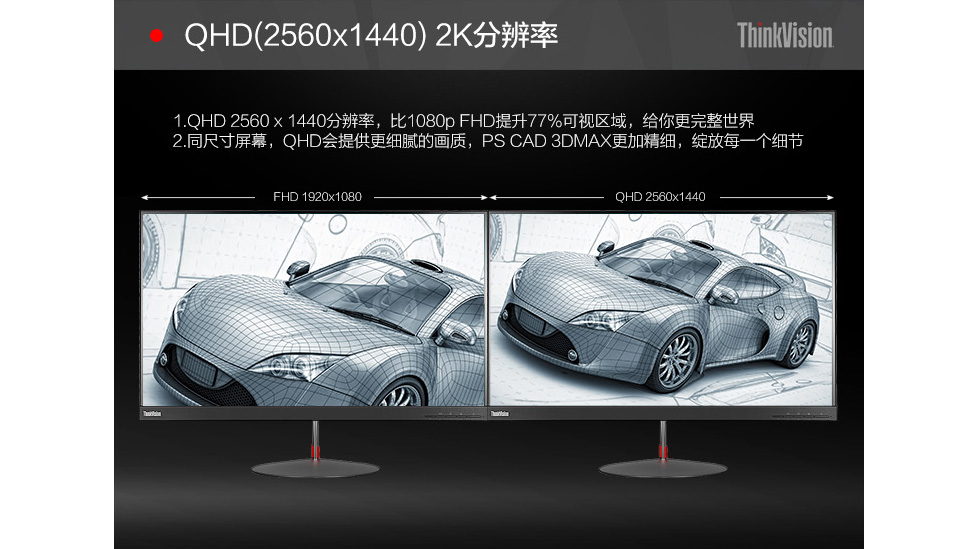 QHD(2560x1440) 2K分辨率
ThinkVision
1.QHD 2560 x 1440分辨率，比1080p FHD提升77%可视区域，给你更完整世界
2.同尺寸屏幕，QHD会提供更细腻的画质，PS CAD 3DMAX更加精细，绽放每一个细节
FHD 1920x1080
QHD 2560x1440
ThinkVision
ThinkVision